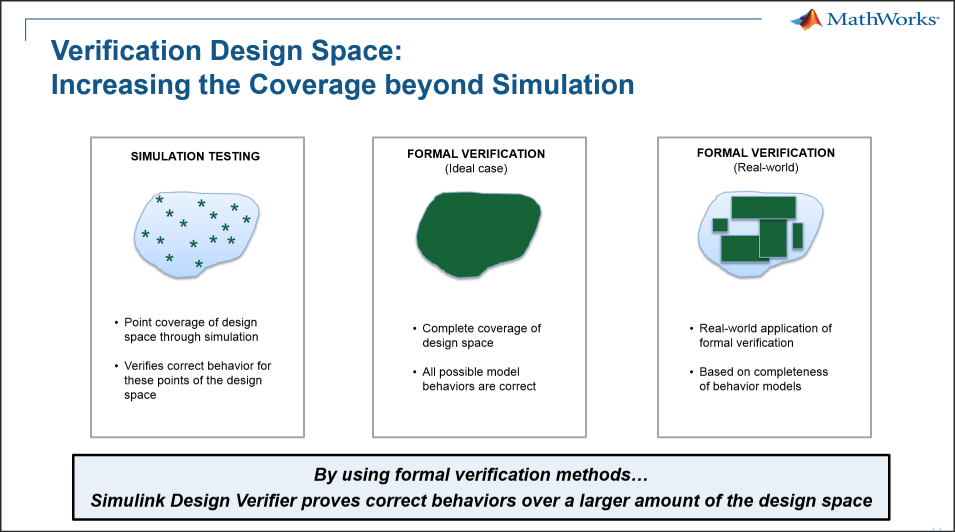 MathWorks®
Verification Design Space:
Increasing the Coverage beyond Simulation
SIMULATION TESTING
• Point coverage of design
space through simulation
• Verifies correct behavior for
these points of the design
space
FORMAL VERIFICATION
(Ideal case)
• Complete coverage of
design space
• All possible model
behaviors are correct
FORMAL VERIFICATION
(Real-world)
• Real-world application of
formal verification
• Based on completeness
of behavior models
By using formal verification methods…
Simulink Design Verifier proves correct behaviors over a larger amount of the design space